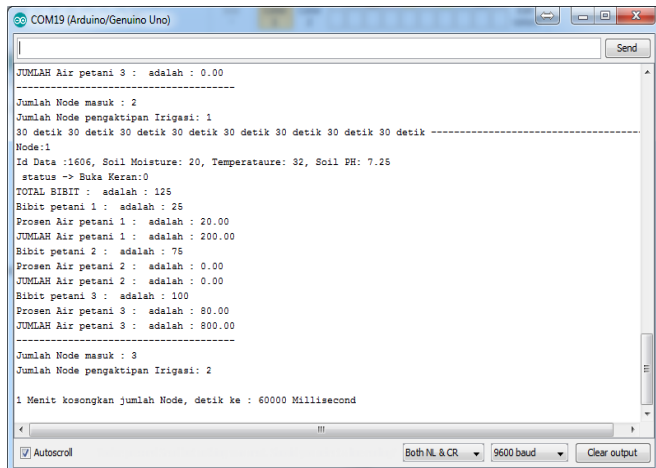 COM19 (Arduino/Genuino Uno)
Send
JUMLAH Air petani 3 :  adalah : 0.00
--------------------------------------
Jumlah Node masuk : 2
Jumlah Node pengaktipan Irigasi: 1
30 detik 30 detik 30 detik 30 detik 30 detik 30 detik 30 detik 30 detik 30 detik -------------------------------------
Node:1
Id Data :1606, Soil Moisture: 20, Temperataure: 32, Soil PH: 7.25
status -> Buka Keran:0
TOTAL BIBIT :  adalah : 125
Bibit petani 1 :  adalah : 25
Prosen Air petani 1 :  adalah : 20.00
JUMLAH Air petani 1 :  adalah : 200.00
Bibit petani 2 :  adalah : 75
Prosen Air petani 2 :  adalah : 0.00
JUMLAH Air petani 2 :  adalah : 0.00
Bibit petani 3 :  adalah : 100
Prosen Air petani 3 :  adalah : 80.00
JUMLAH Air petani 3 :  adalah : 800.00
--------------------------------------
Jumlah Node masuk : 3
Jumlah Node pengaktipan Irigasi: 2
1 Menit kosongkan jumlah Node, detik ke : 60000 Millisecond
Autoscroll
Both NL & CR
9600 baud
Clear output